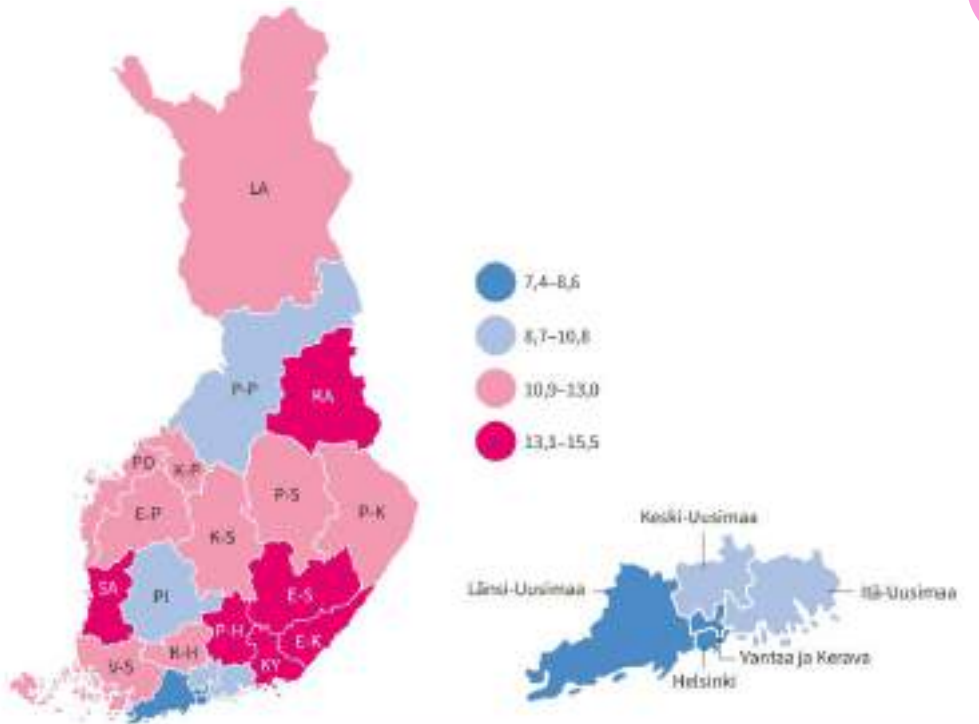 LA
7,4–8,6
8,7–10,8
10,9–13,0
13,1–15,5
P-P
KA
PO
K-P
P-S
P-K
E-P
K-S
SA
PI
E-S
P-H
E-K
K-H
V-S
KY
Keski-Uusimaa
Länsi-Uusimaa
Itä-Uusimaa
Vantaa ja Kerava
Helsinki